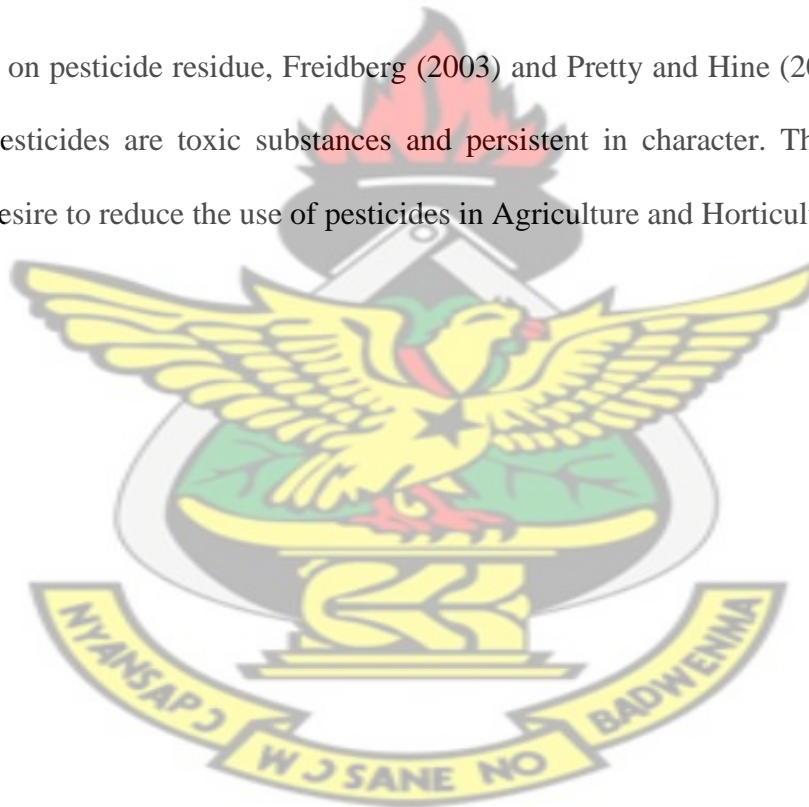 on pesticide residue, Freidberg (2003) and Pretty and Hine (20
esticides are toxic substances and persistent in character. Th
esire to reduce the use of pesticides in Agriculture and Horticul
NYANSAPƆ WƆSANE NO BADWENMA